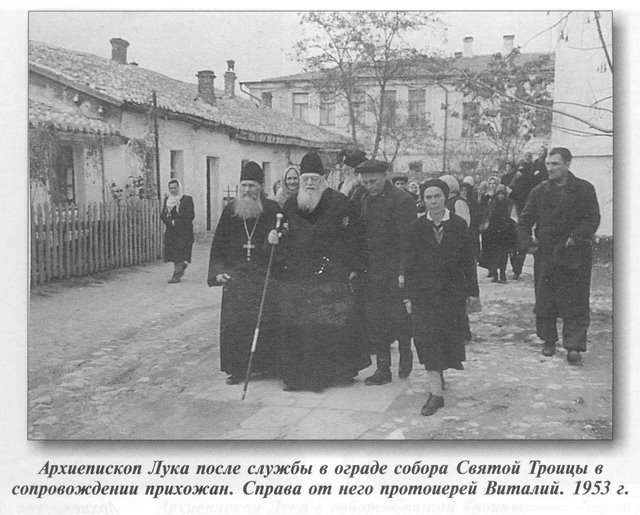 Архиепископ Лука после службы в ограде собора Святой Троицы в
сопровождении прихожан. Справа от него протоиерей Виталий. 1953 г.